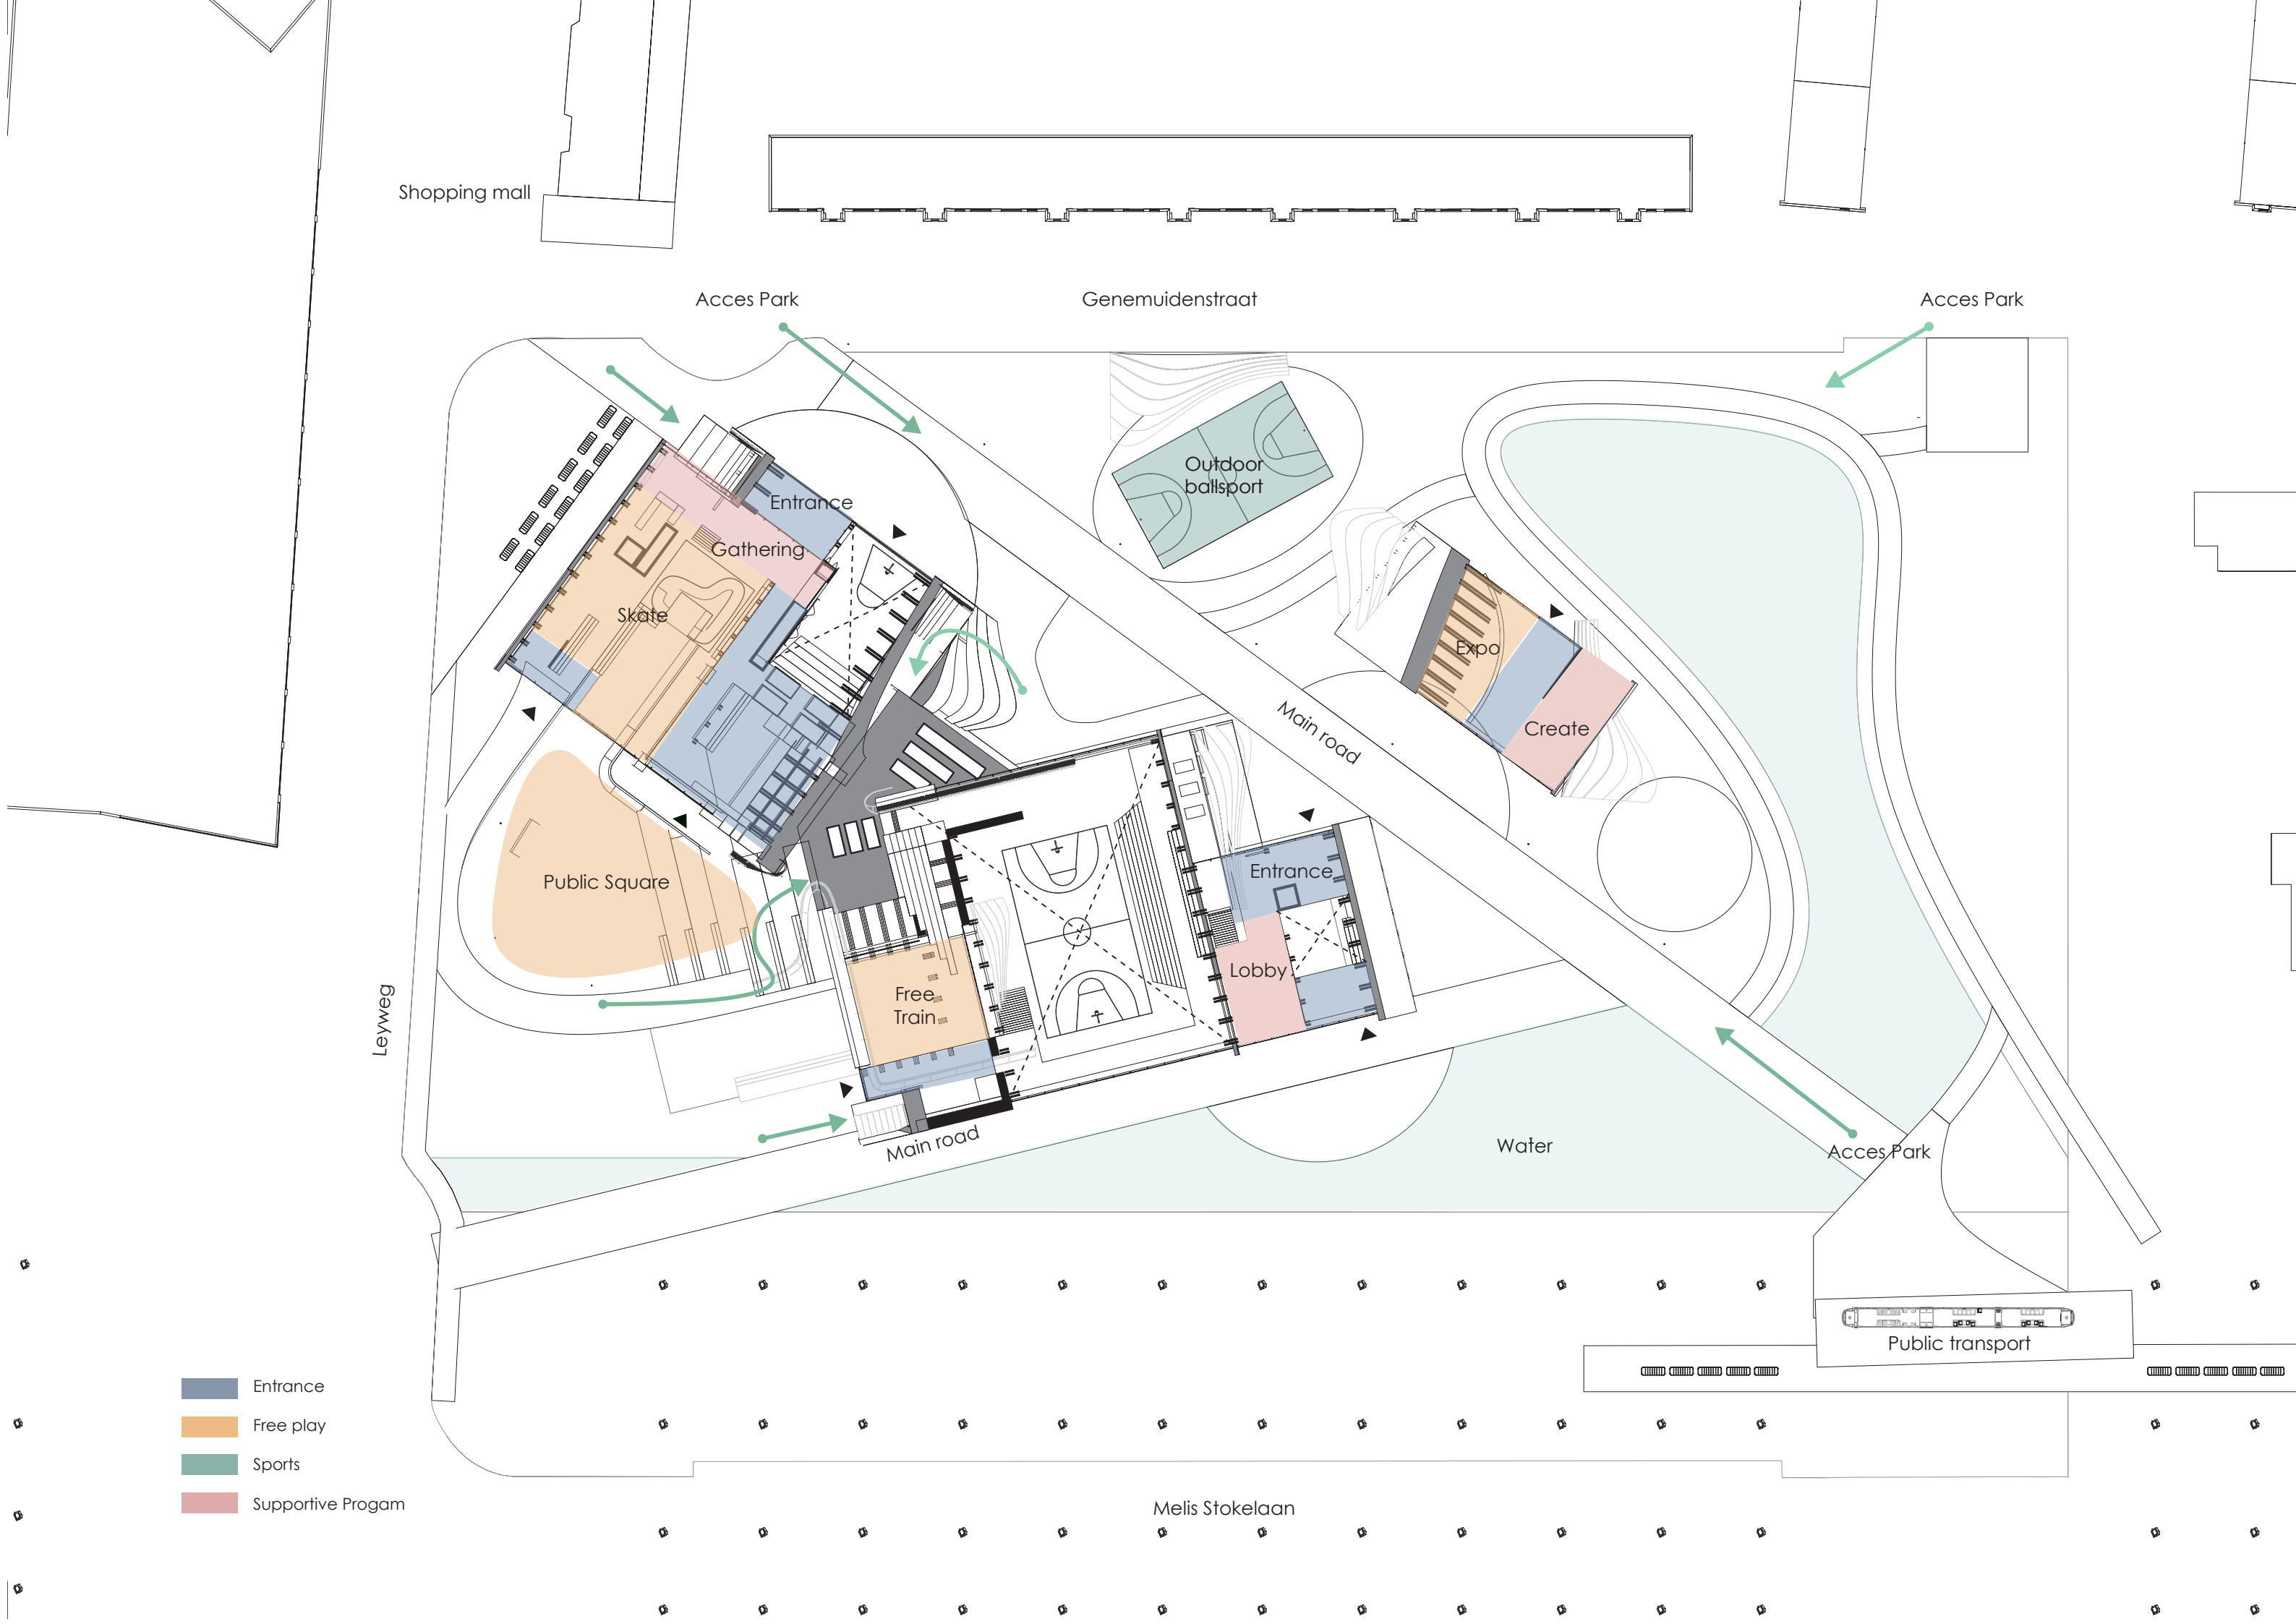 Shopping mall
Acces Park
Genemuidenstraat
Acces Park
Outdoor
ballsport
Entrance
Gathering
Skate
Expo
Create
Main road
Public Square
Entrance
Lobby
Free
Train
Leyweg
Main road
Water
Acces Park
Public transport
Entrance
Free play
Sports
Supportive Progam
Melis Stokelaan